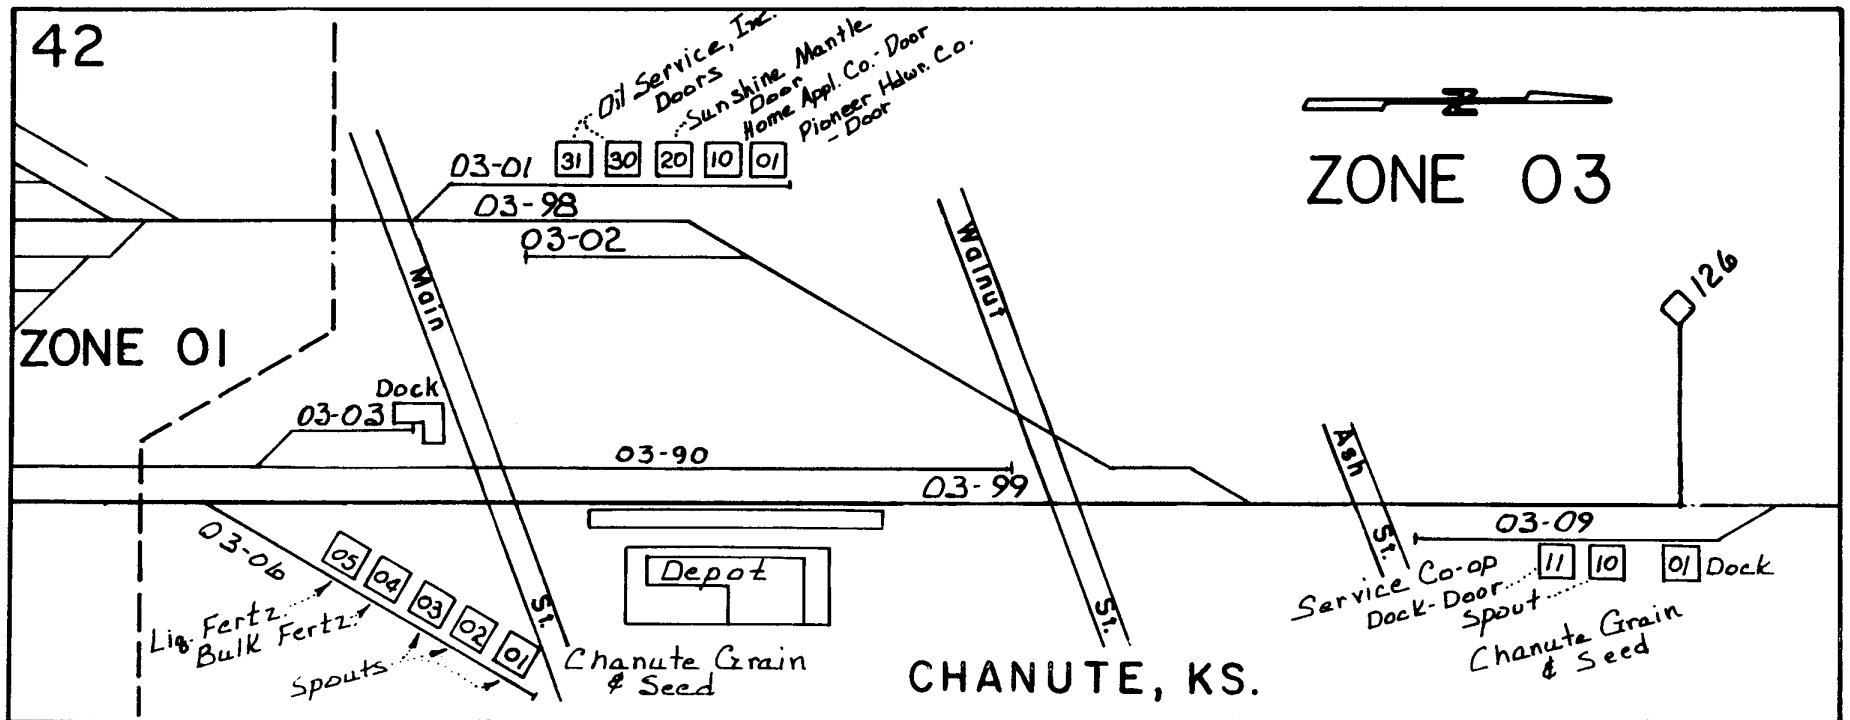 42
Oil Service, Inc.
Doors
Sunshine Mantle
Door
Home Appl. Co.- Door
Pioneer Hdwr. Co.
- Door
N
ZONE 03
03-01
31 30 20 10 01
03-98
03-02
Main
St.
Walnut
St.
126
ZONE 01
Dock
03-03
03-90
03-99
Ash
St.
03-09
11 10 01 Dock
Service Co-op
Dock-Door
Spout
Chanute Grain
& Seed
03-06
05 04 03 02 01
Liq. Fertz.
Bulk Fertz.
Spouts
Depot
Chanute Grain
& Seed
CHANUTE, KS.